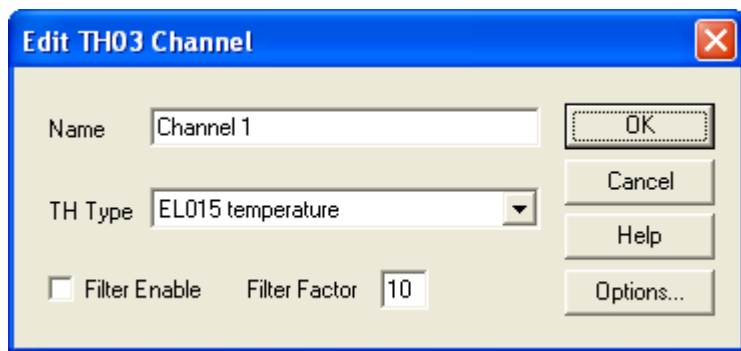 Edit TH03 Channel
Name Channel 1 OK
Cancel
TH Type EL015 temperature
Help
Filter Enable Filter Factor 10 Options...